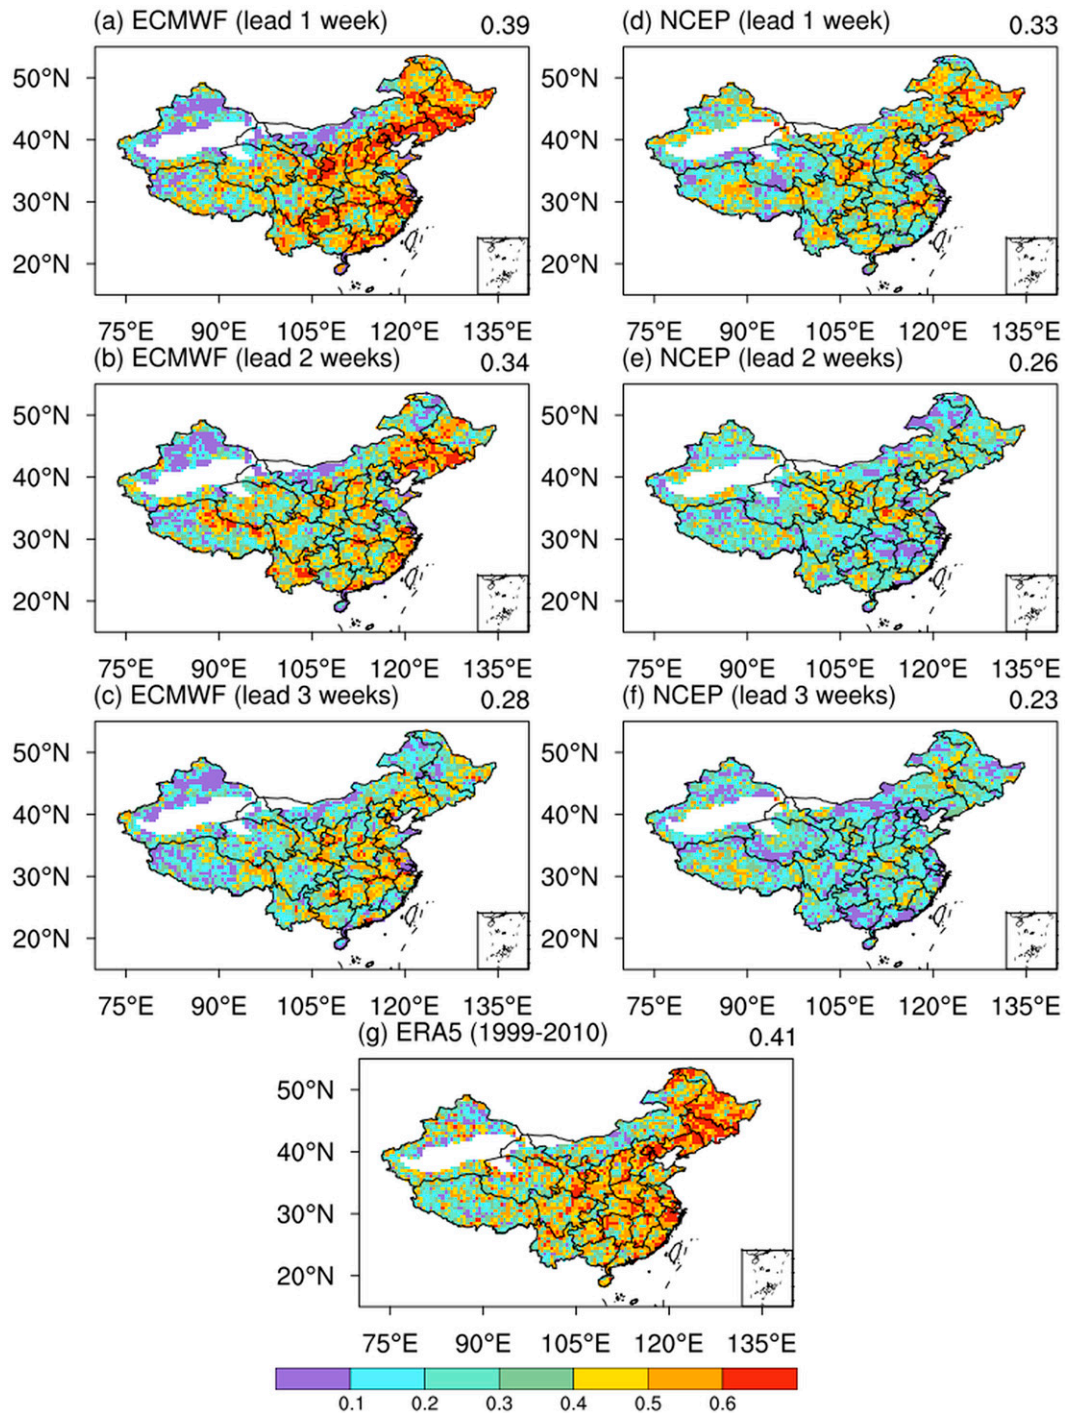 (a) ECMWF (lead 1 week) 0.39 (d) NCEP (lead 1 week) 0.33
50°N 50°N
40°N 40°N
30°N 30°N
20°N 20°N
75°E 90°E 105°E 120°E 135°E 75°E 90°E 105°E 120°E 135°E
(b) ECMWF (lead 2 weeks) 0.34 (e) NCEP (lead 2 weeks) 0.26
50°N 50°N
40°N 40°N
30°N 30°N
20°N 20°N
75°E 90°E 105°E 120°E 135°E 75°E 90°E 105°E 120°E 135°E
(c) ECMWF (lead 3 weeks) 0.28 (f) NCEP (lead 3 weeks) 0.23
50°N 50°N
40°N 40°N
30°N 30°N
20°N 20°N
75°E 90°E 105°E 120°E 135°E 75°E 90°E 105°E 120°E 135°E
(g) ERA5 (1999-2010) 0.41
50°N
40°N
30°N
20°N
75°E 90°E 105°E 120°E 135°E
0.1 0.2 0.3 0.4 0.5 0.6